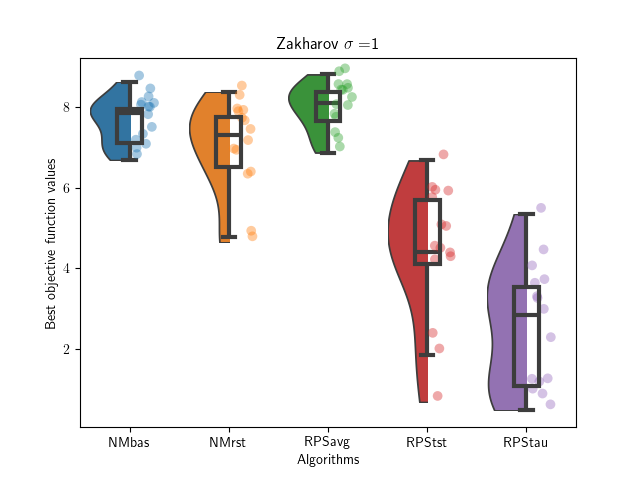 Zakharov σ =1
Best objective function values
8
6
4
2
NMbas NMrst RPSavg RPStst RPStau
Algorithms